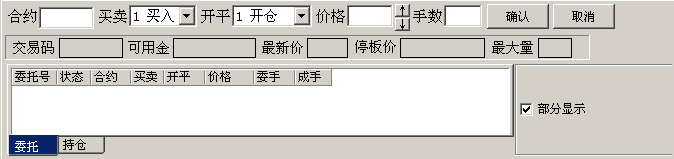 合约 买卖 1 买入 开平 1 开仓 价格 手数 确认 取消
交易码 可用金 最新价 停板价 最大量
委托号 状态 合约 买卖 开平 价格 委手 成手
部分显示
委托 持仓